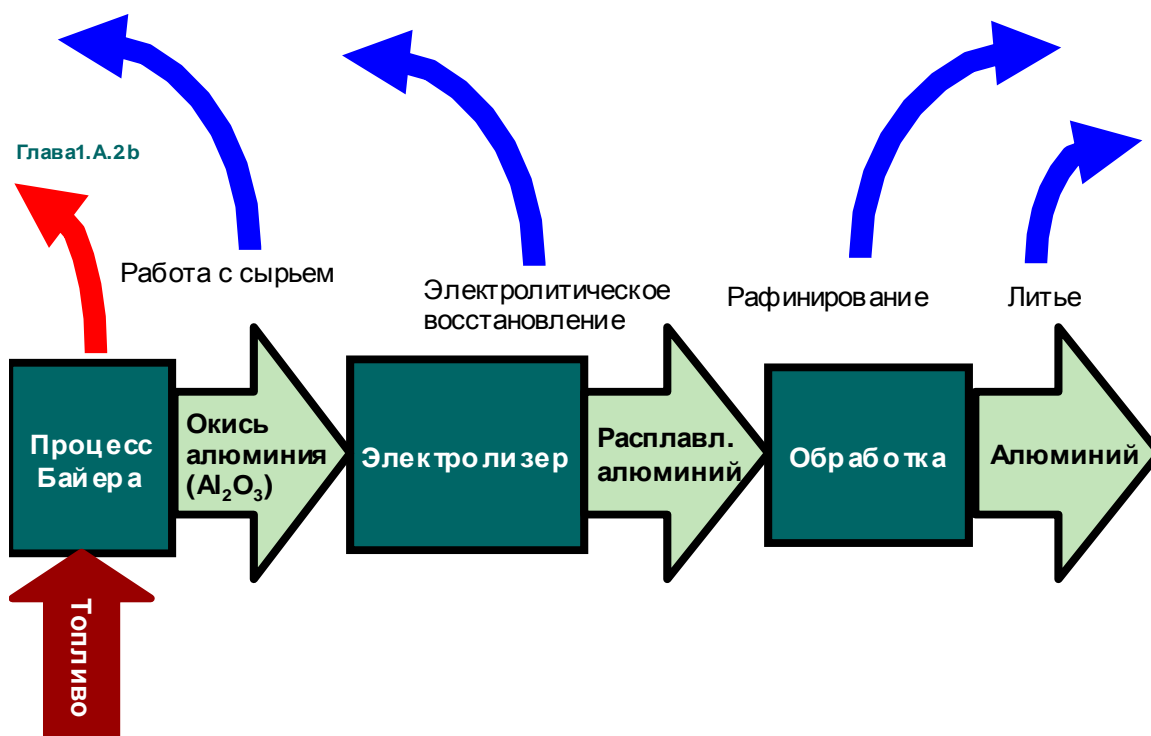 Глава1.А.2b
Работа с сырьем
Электролитическое
восстановление
Рафинирование
Литье
Процесс
Байера
Окись
алюминия
(Al₂O₃)
Электролизер
Расплавл.
алюминий
Обработка
Алюминий
Топливо